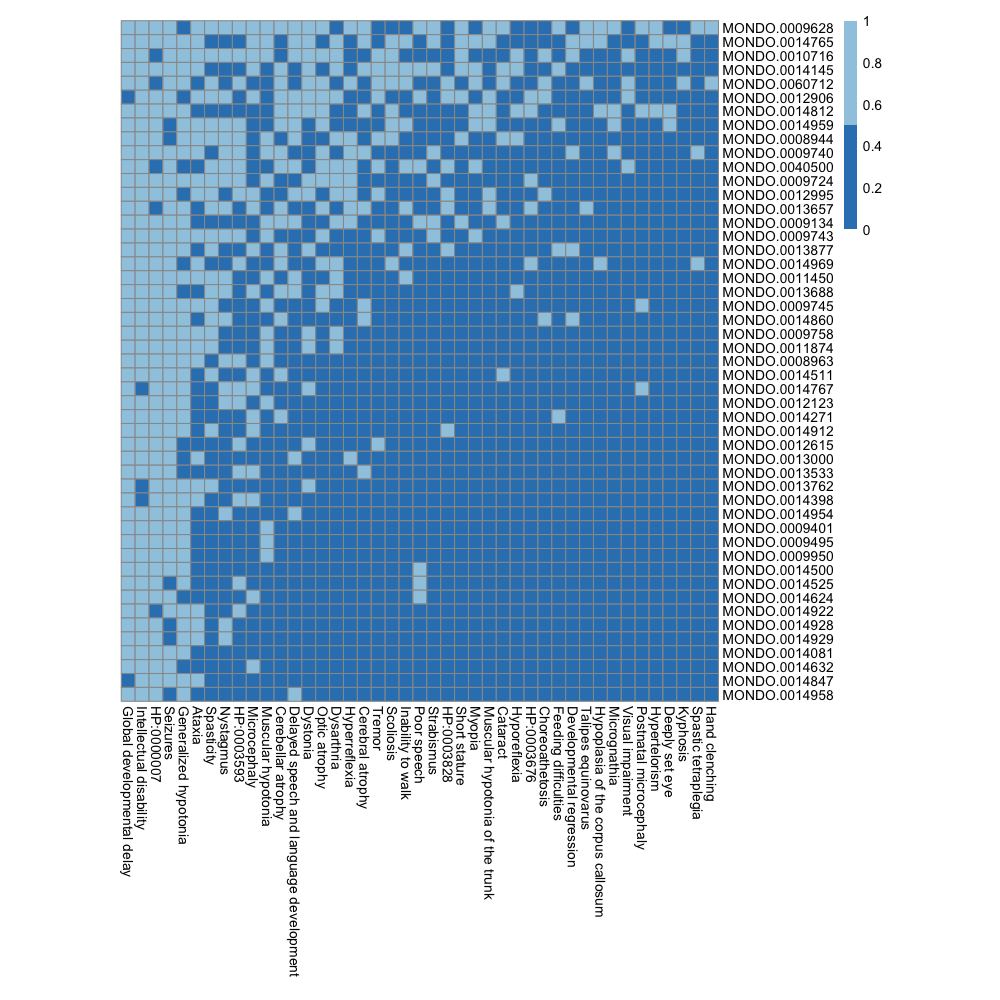 1
0.8
0.6
0.4
0.2
0
MONDO.0009628
MONDO.0014765
MONDO.0010716
MONDO.0014145
MONDO.0060712
MONDO.0012906
MONDO.0014812
MONDO.0014959
MONDO.0008944
MONDO.0009740
MONDO.0040500
MONDO.0009724
MONDO.0012995
MONDO.0013657
MONDO.0009134
MONDO.0009743
MONDO.0013877
MONDO.0014969
MONDO.0011450
MONDO.0013688
MONDO.0009745
MONDO.0014860
MONDO.0009758
MONDO.0011874
MONDO.0008963
MONDO.0014511
MONDO.0014767
MONDO.0012123
MONDO.0014271
MONDO.0014912
MONDO.0012615
MONDO.0013000
MONDO.0013533
MONDO.0013762
MONDO.0014398
MONDO.0014954
MONDO.0009401
MONDO.0009495
MONDO.0009950
MONDO.0014500
MONDO.0014525
MONDO.0014624
MONDO.0014922
MONDO.0014928
MONDO.0014929
MONDO.0014081
MONDO.0014632
MONDO.0014847
MONDO.0014958
Global developmental delay
Intellectual disability
HP:0000007
Seizures
Generalized hypotonia
Ataxia
Spasticity
Nystagmus
HP:0003593
Microcephaly
Muscular hypotonia
Cerebellar atrophy
Delayed speech and language development
Dystonia
Optic atrophy
Dysarthria
Hyperreflexia
Cerebral atrophy
Tremor
Scoliosis
Inability to walk
Poor speech
Strabismus
HP:0003828
Short stature
Myopia
Muscular hypotonia of the trunk
Cataract
Hyporeflexia
HP:0003676
Choreoathetosis
Feeding difficulties
Developmental regression
Talipes equinovarus
Hypoplasia of the corpus callosum
Micrognathia
Visual impairment
Postnatal microcephaly
Hypertelorism
Deeply set eye
Kyphosis
Spastic tetraplegia
Hand clenching